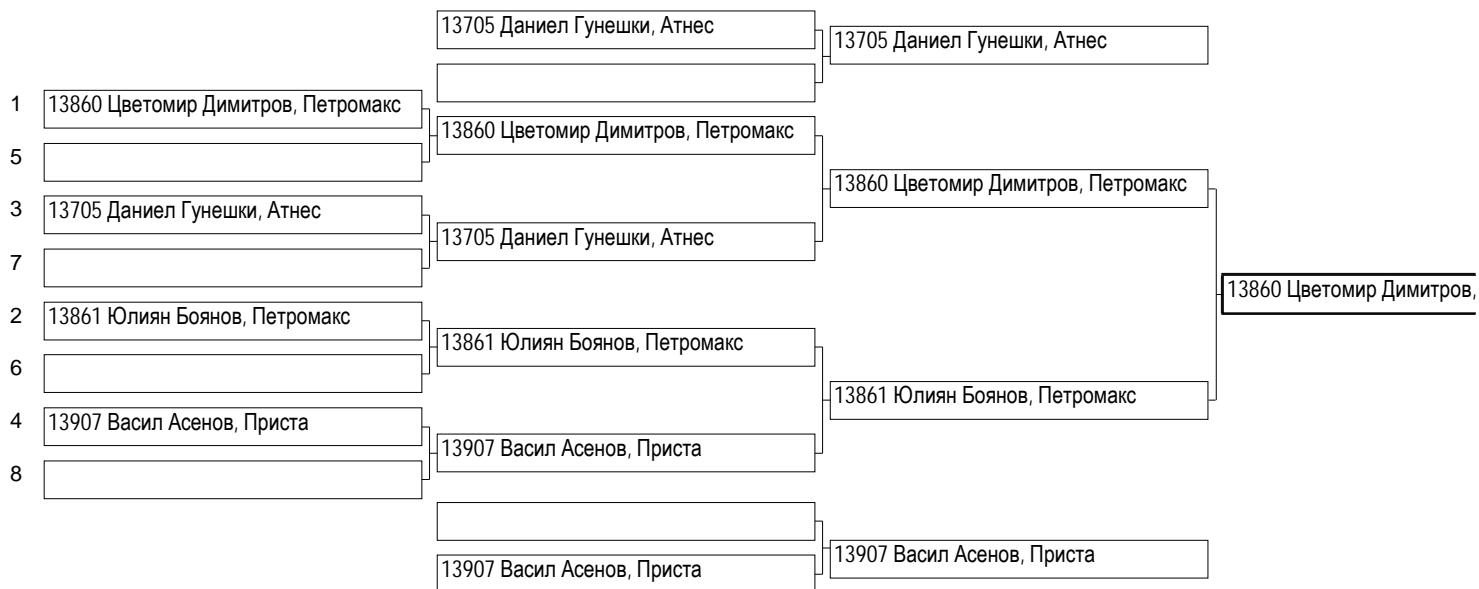 13705 Даниел Гунешки, Атнес
13705 Даниел Гунешки, Атнес
1
13860 Цветомир Димитров, Петромакс
13860 Цветомир Димитров, Петромакс
5
13860 Цветомир Димитров, Петромакс
3
13705 Даниел Гунешки, Атнес
13705 Даниел Гунешки, Атнес
7
13860 Цветомир Димитров,
2
13861 Юлиян Боянов, Петромакс
13861 Юлиян Боянов, Петромакс
6
13861 Юлиян Боянов, Петромакс
4
13907 Васил Асенов, Приста
13907 Васил Асенов, Приста
8
13907 Васил Асенов, Приста
13907 Васил Асенов, Приста